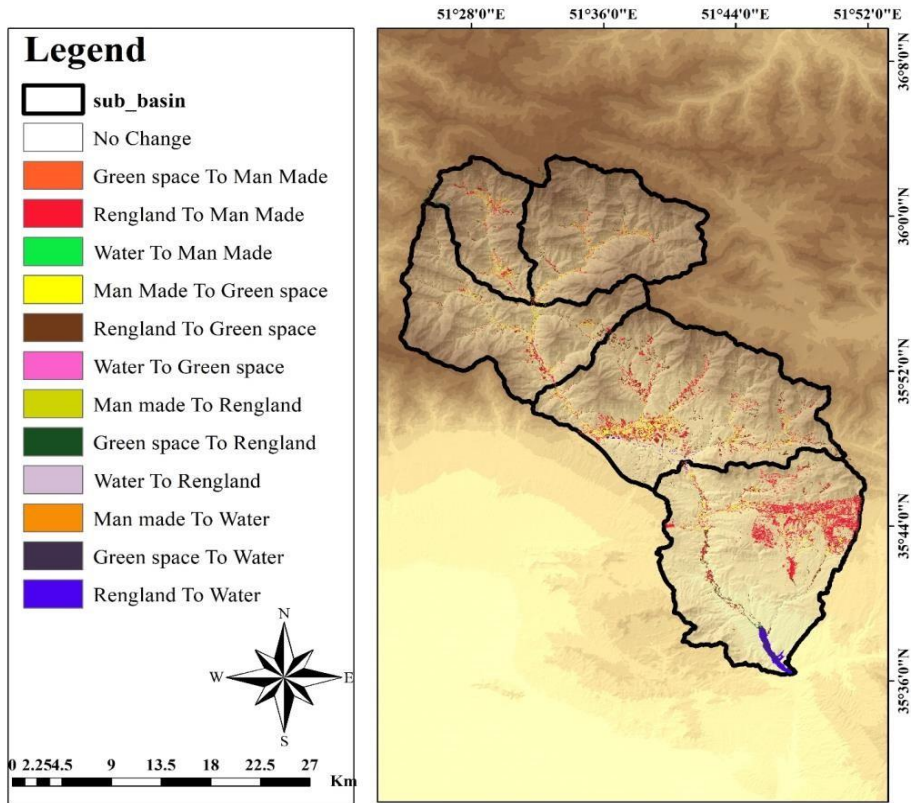 Legend
sub_basin
No Change
Green space To Man Made
Rengland To Man Made
Water To Man Made
Man Made To Green space
Rengland To Green space
Water To Green space
Man made To Rengland
Green space To Rengland
Water To Rengland
Man made To Water
Green space To Water
Rengland To Water
N
W E
S
0 2.25 4.5 9 13.5 18 22.5 27
Km
51°28'0"E 51°36'0"E 51°44'0"E 51°52'0"E
36°8'0"N
36°0'0"N
35°52'0"N
35°44'0"N
35°36'0"N